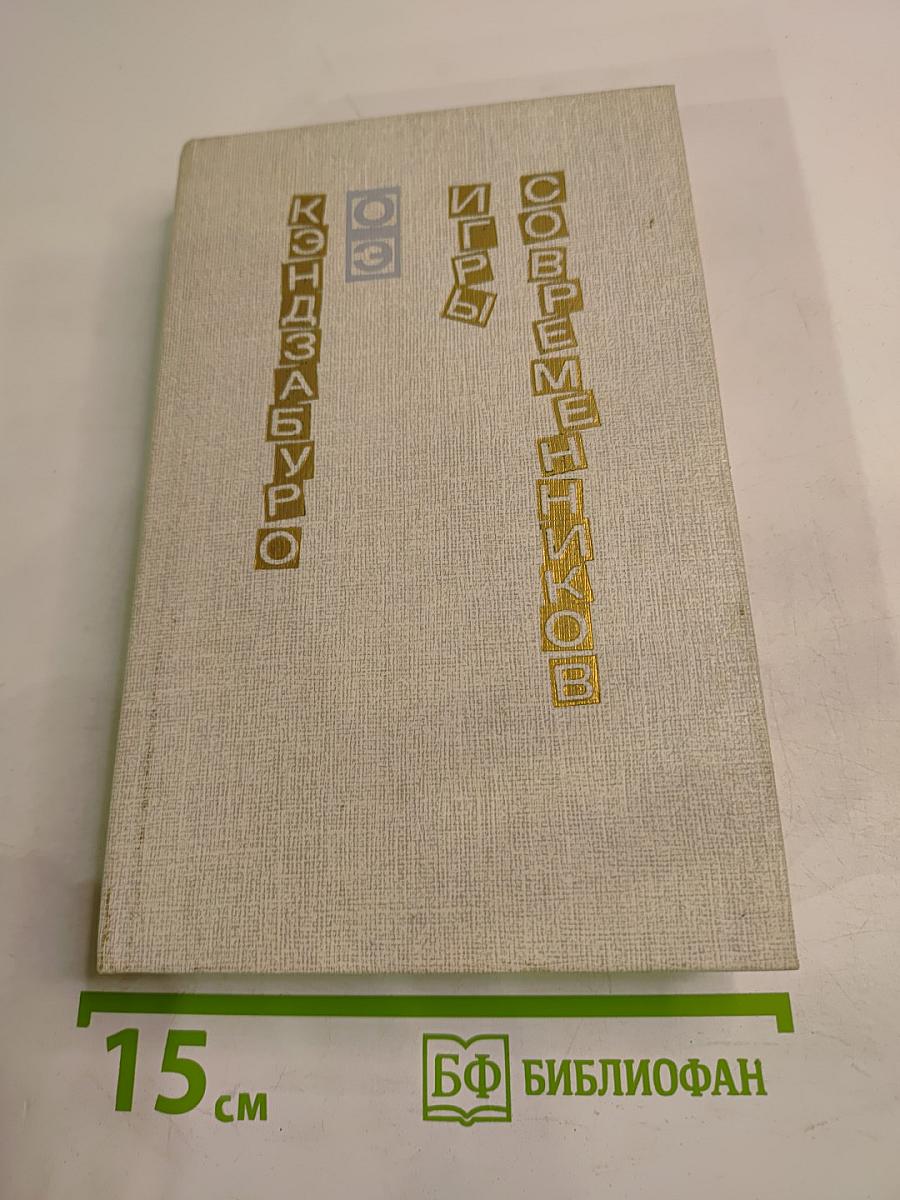 КЭНДЗАБУРО
ОЭ
ИГРЫ
СОВРЕМЕННИКОВ
15 см
БФ БИБЛИОФАН